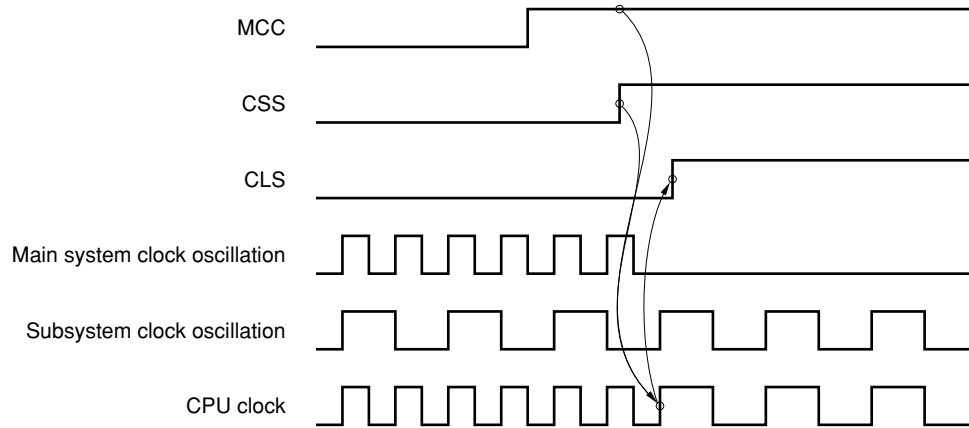 MCC
CSS
CLS
Main system clock oscillation
Subsystem clock oscillation
CPU clock